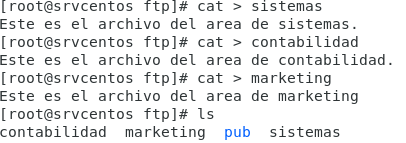 [root@srvcentos ftp]# cat > sistemas
Este es el archivo del area de sistemas.
[root@srvcentos ftp]# cat > contabilidad
Este es el archivo del area de contabilidad.
[root@srvcentos ftp]# cat > marketing
Este es el archivo del area de marketing
[root@srvcentos ftp]# ls
contabilidad  marketing  pub  sistemas